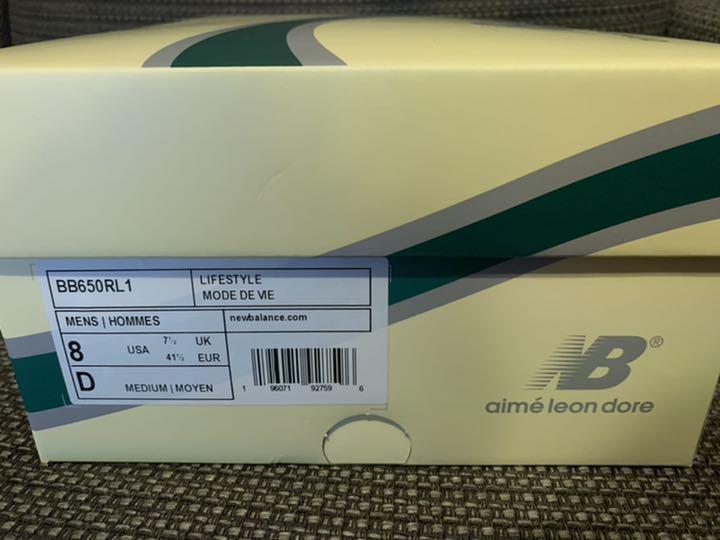 BB650RL1
LIFESTYLE
MODE DE VIE
MENS | HOMMES
newbalance.com
8 USA 7½ UK
41½ EUR
D MEDIUM | MOYEN
1 96071 92759 6
NB®
aimé leon dore